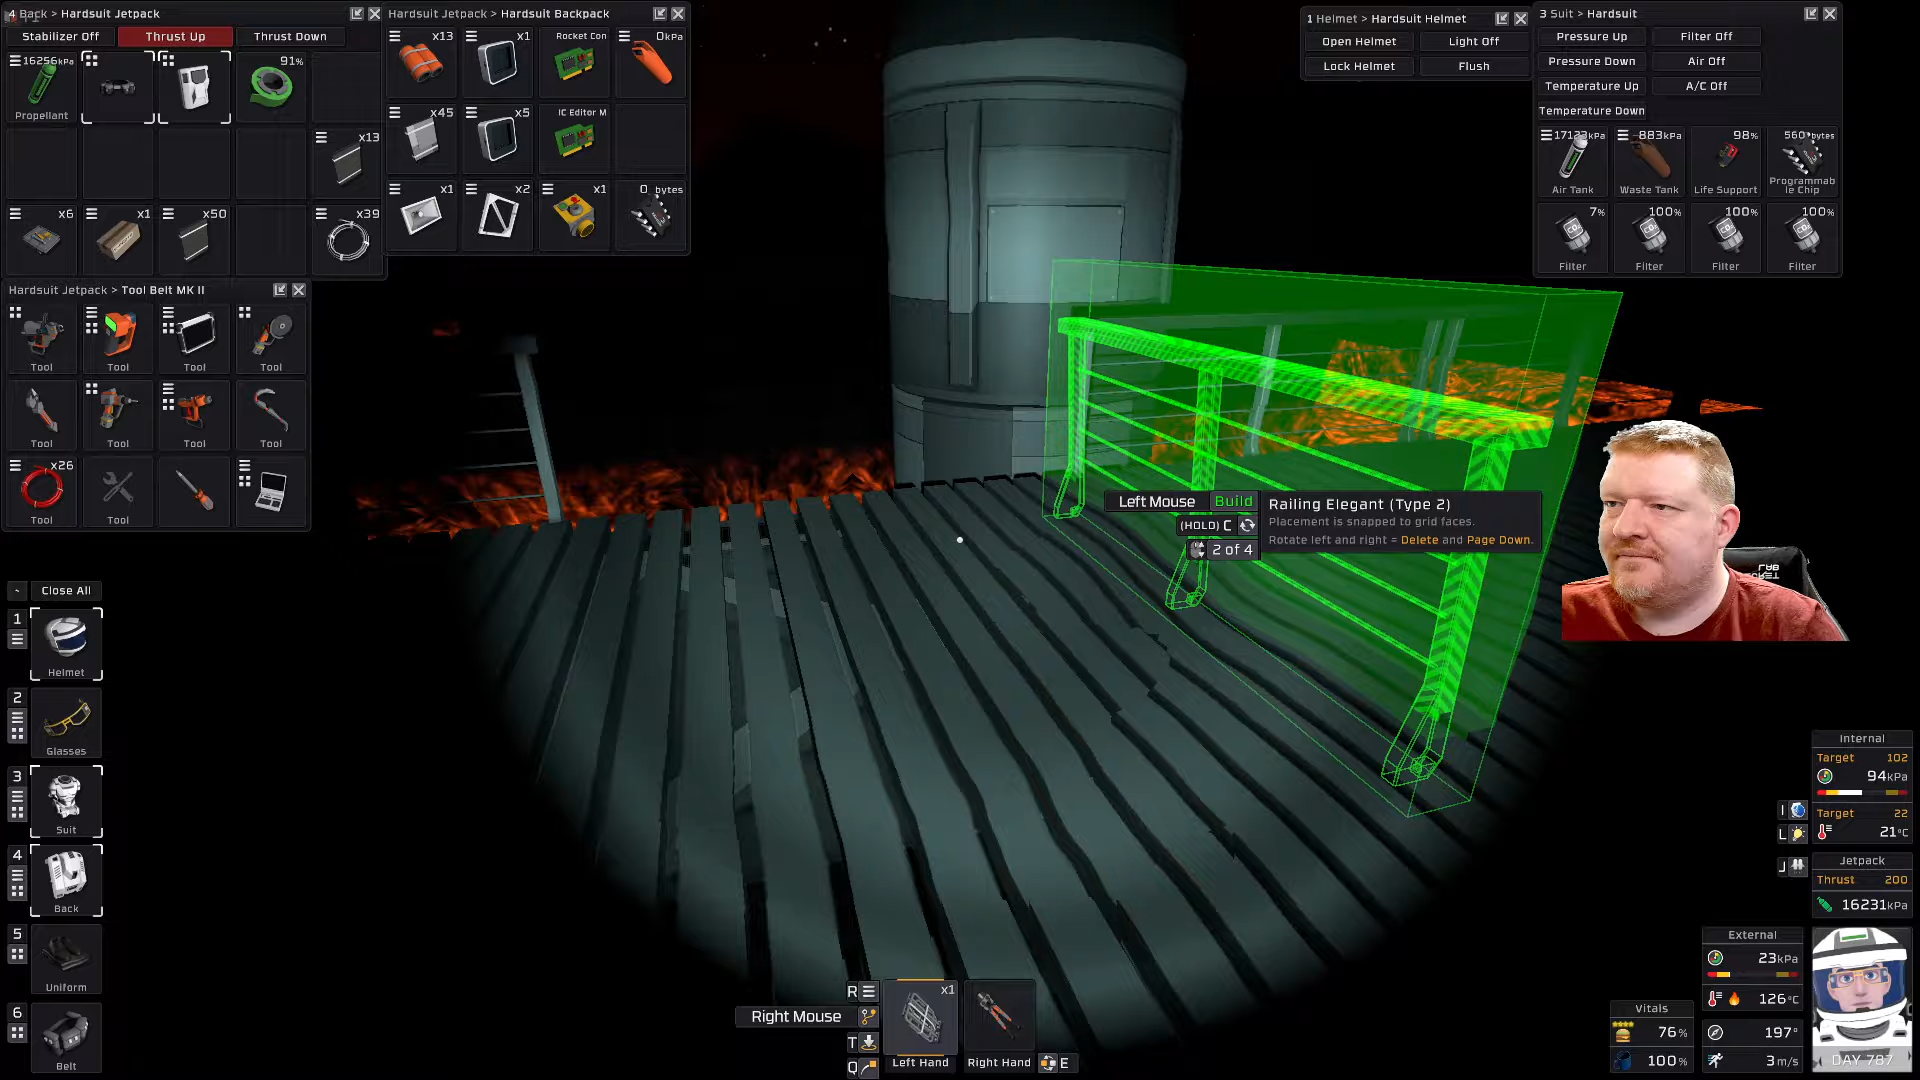 4 Back > Hardsuit Jetpack
Stabilizer Off
Thrust Up
Thrust Down
16256kPa
Propellant
91%
x13
x6
x1
x50
x39
Hardsuit Jetpack > Hardsuit Backpack
x13
x1
Rocket Con
0kPa
x45
x5
IC Editor M
x1
x2
x1
0 bytes
Hardsuit Jetpack > Tool Belt MK II
Tool
Tool
Tool
Tool
Tool
Tool
Tool
Tool
x26
Tool
Tool
1 Helmet > Hardsuit Helmet
Open Helmet
Light Off
Lock Helmet
Flush
3 Suit > Hardsuit
Pressure Up
Filter Off
Pressure Down
Air Off
Temperature Up
A/C Off
Temperature Down
Air Tank
883kPa
Waste Tank
98%
Life Support
560 bytes
Programmab
le Chip
7%
Filter
100%
Filter
100%
Filter
100%
Filter
Left Mouse
Build
(HOLD) C
2 of 4
Railing Elegant (Type 2)
Placement is snapped to grid faces.
Rotate left and right = Delete and Page Down.
~
Close All
1
Helmet
2
Glasses
3
Suit
4
Back
5
Uniform
6
Belt
Right Mouse
R
T
Q
x1
Left Hand
Right Hand
E
Internal
Target 102
94kPa
Target 22
21°C
I
L
J
Jetpack
Thrust 200
16231kPa
External
23kPa
126°C
197°
3m/s
Vitals
76%
100%
DAY 787